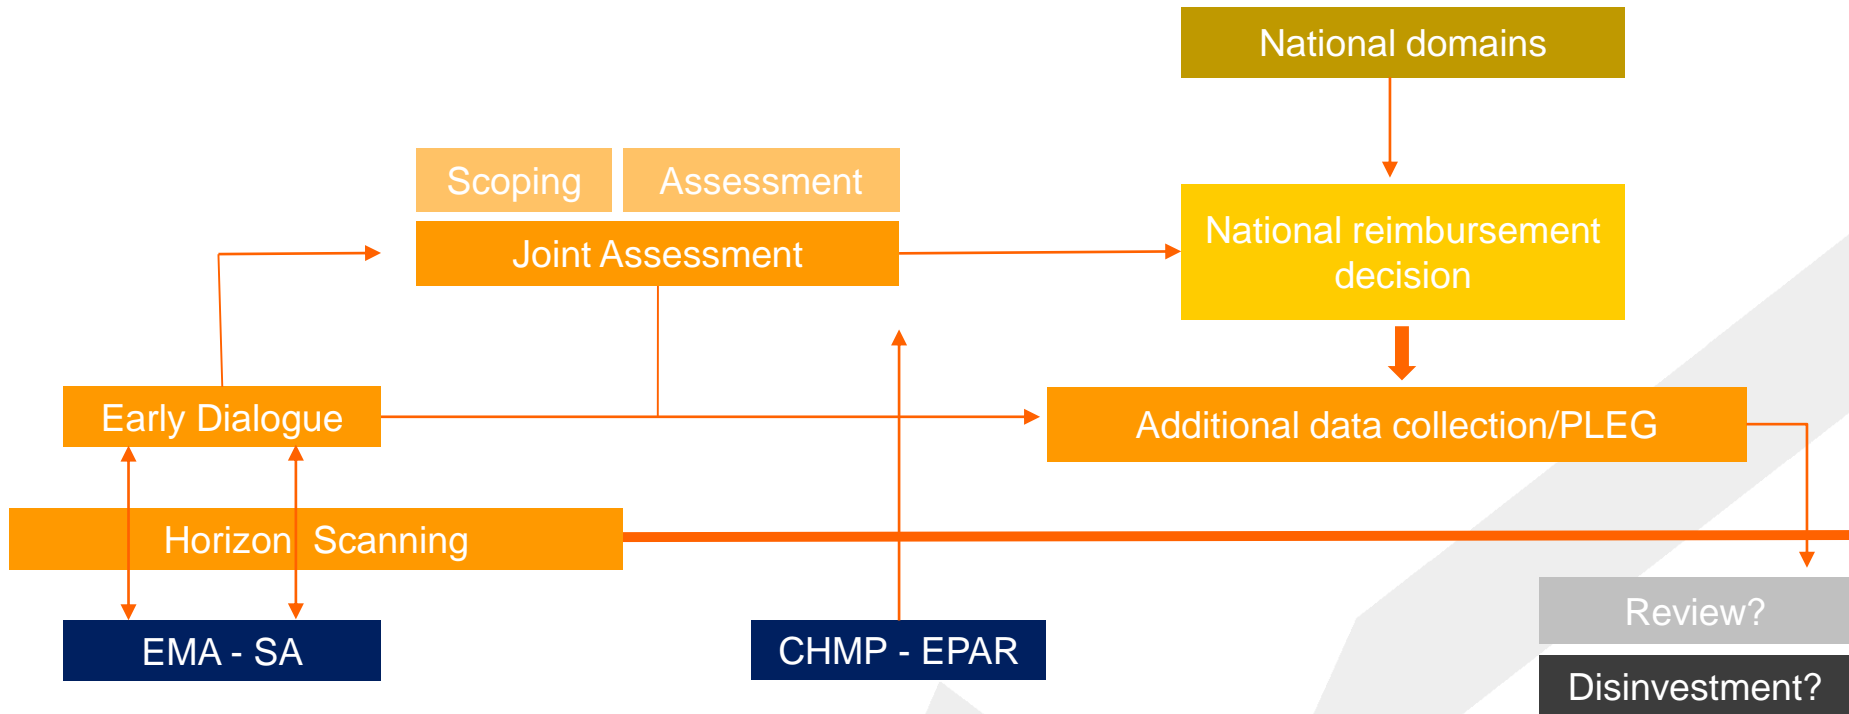 National domains
Scoping
Assessment
Joint Assessment
National reimbursement
decision
Early Dialogue
Additional data collection/PLEG
Horizon Scanning
Review?
EMA - SA
CHMP - EPAR
Disinvestment?